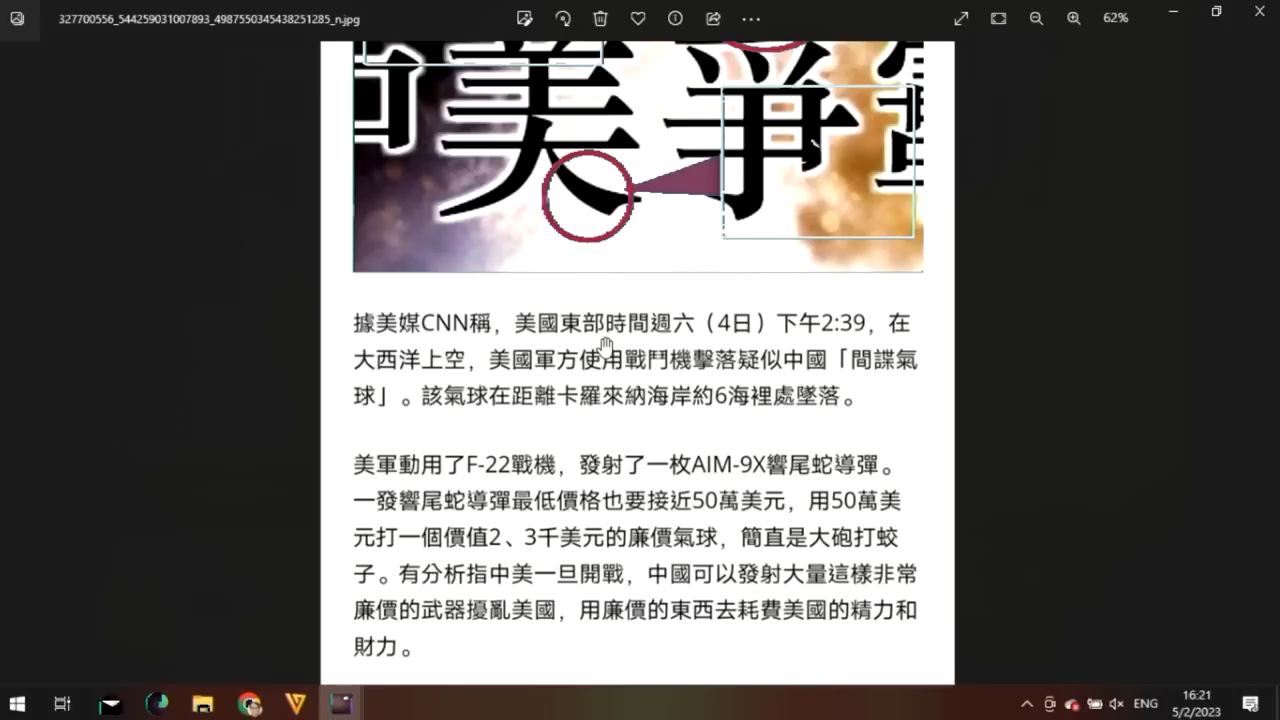 327700556_544259031007893_4987550345438251285_n.jpg
62%
美爭
據美媒CNN稱，美國東部時間週六（4日）下午2:39，在
大西洋上空，美國軍方使用戰鬥機擊落疑似中國「間諜氣
球」。該氣球在距離卡羅來納海岸約6海裡處墜落。
美軍動用了F-22戰機，發射了一枚AIM-9X響尾蛇導彈。
一發響尾蛇導彈最低價格也要接近50萬美元，用50萬美
元打一個價值2、3千美元的廉價氣球，簡直是大砲打蛟
子。有分析指中美一旦開戰，中國可以發射大量這樣非常
廉價的武器擾亂美國，用廉價的東西去耗費美國的精力和
財力。
ENG
16:21
5/2/2023